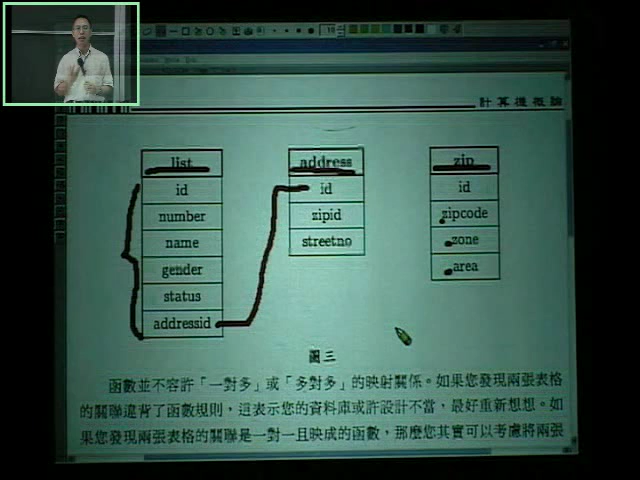 計算機概論
list
id
number
name
gender
status
addressid
address
id
zipid
streetno
zip
id
zipcode
zone
area
圖三
函數並不容許「一對多」或「多對多」的映射關係。如果您發現兩張表格
的關聯違背了函數規則，這表示您的資料庫或許設計不當，最好重新想想。如
果您發現兩張表格的關聯是一對一且映成的函數，那麼您其實可以考慮將兩張